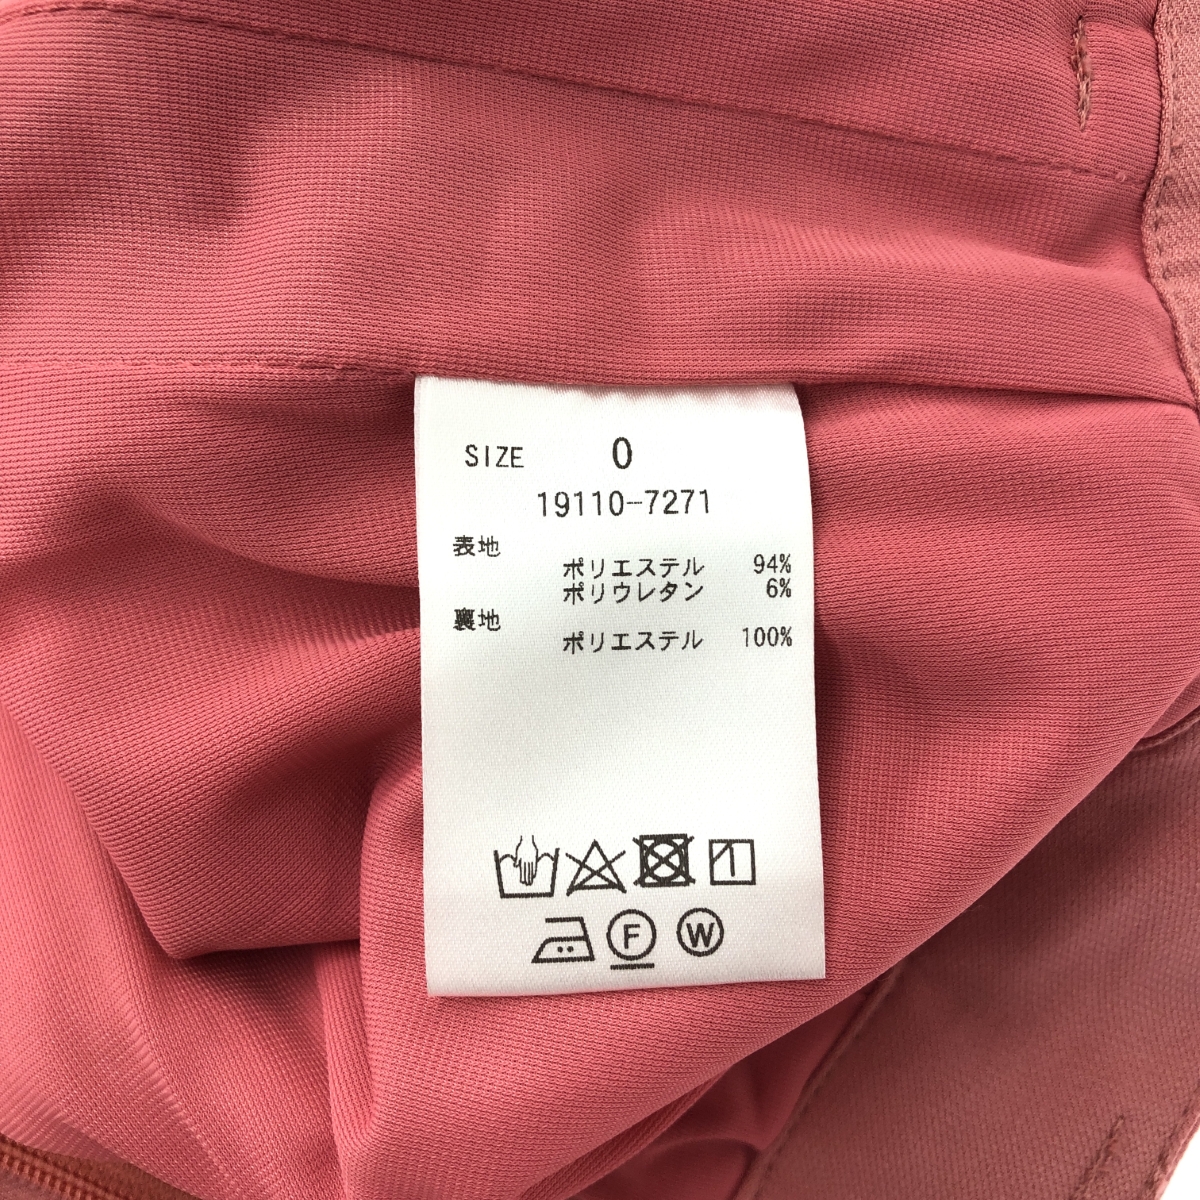 SIZE 0
19110-7271
表地
ポリエステル 94%
ポリウレタン 6%
裏地
ポリエステル 100%
F W